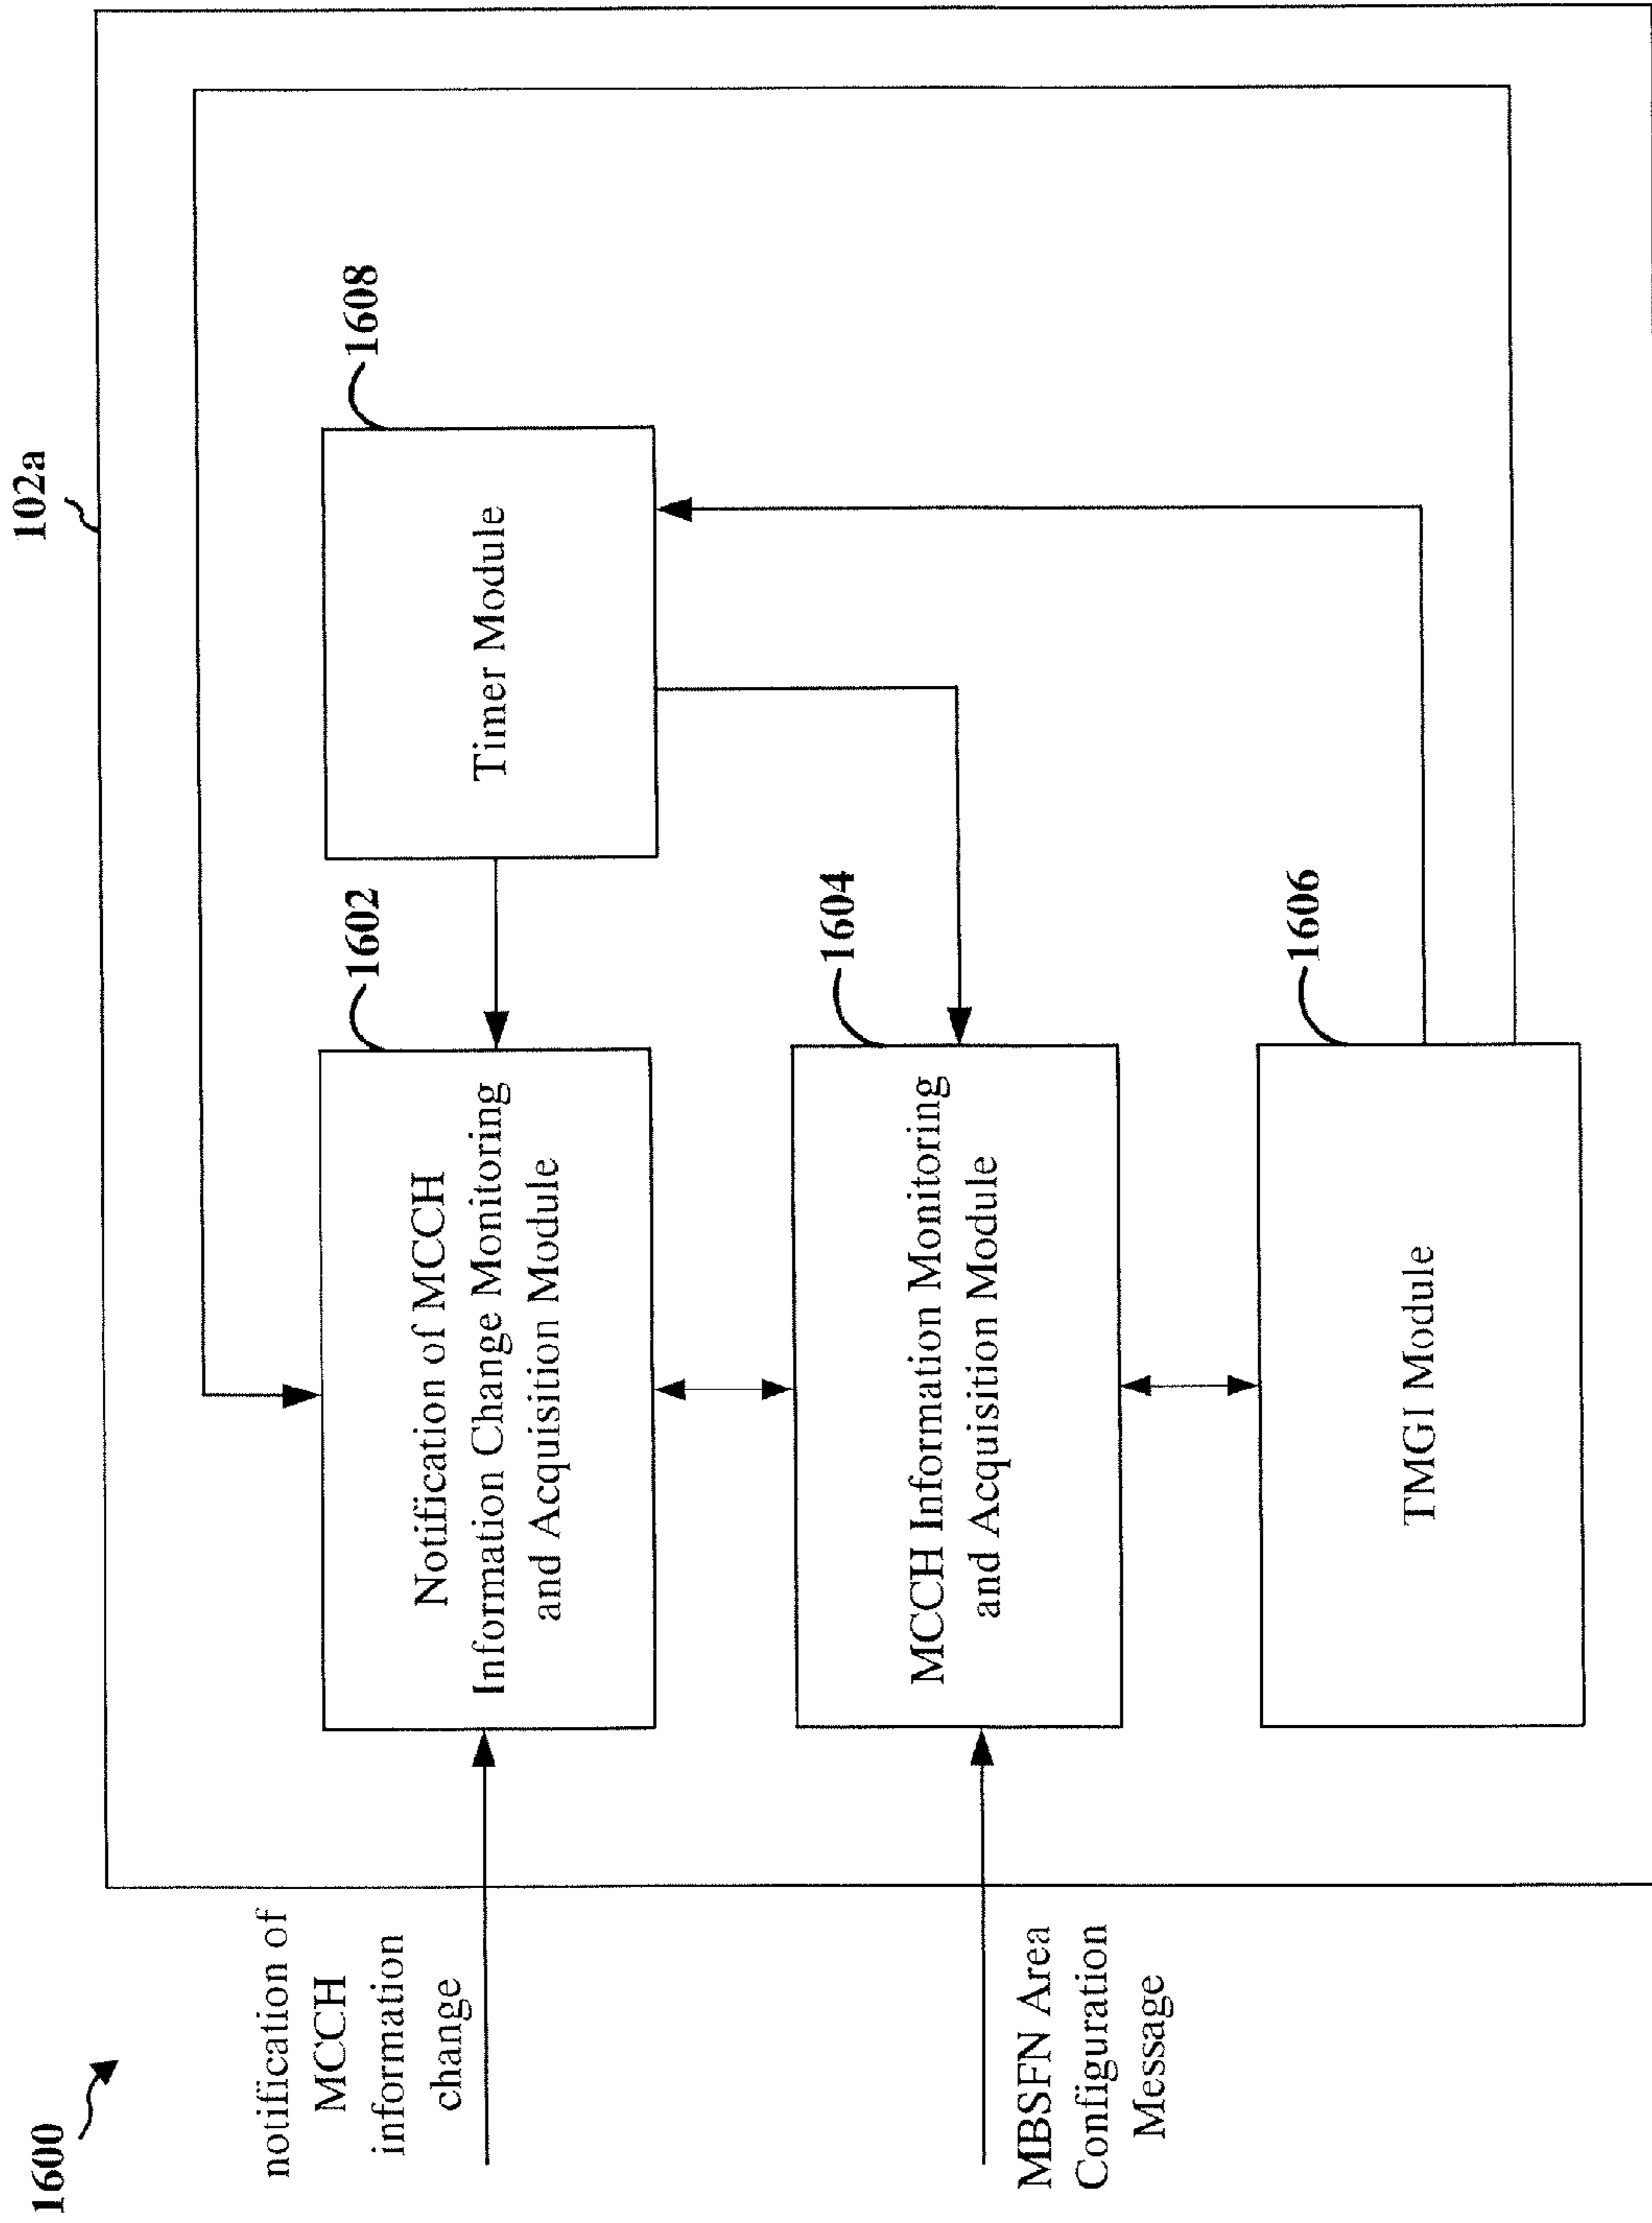 1600
102a
notification of
MCCH
information
change
Notification of MCCH
Information Change Monitoring
and Acquisition Module
1602
Timer Module
1608
MBSFN Area
Configuration
Message
MCCH Information Monitoring
and Acquisition Module
1604
TMGI Module
1606